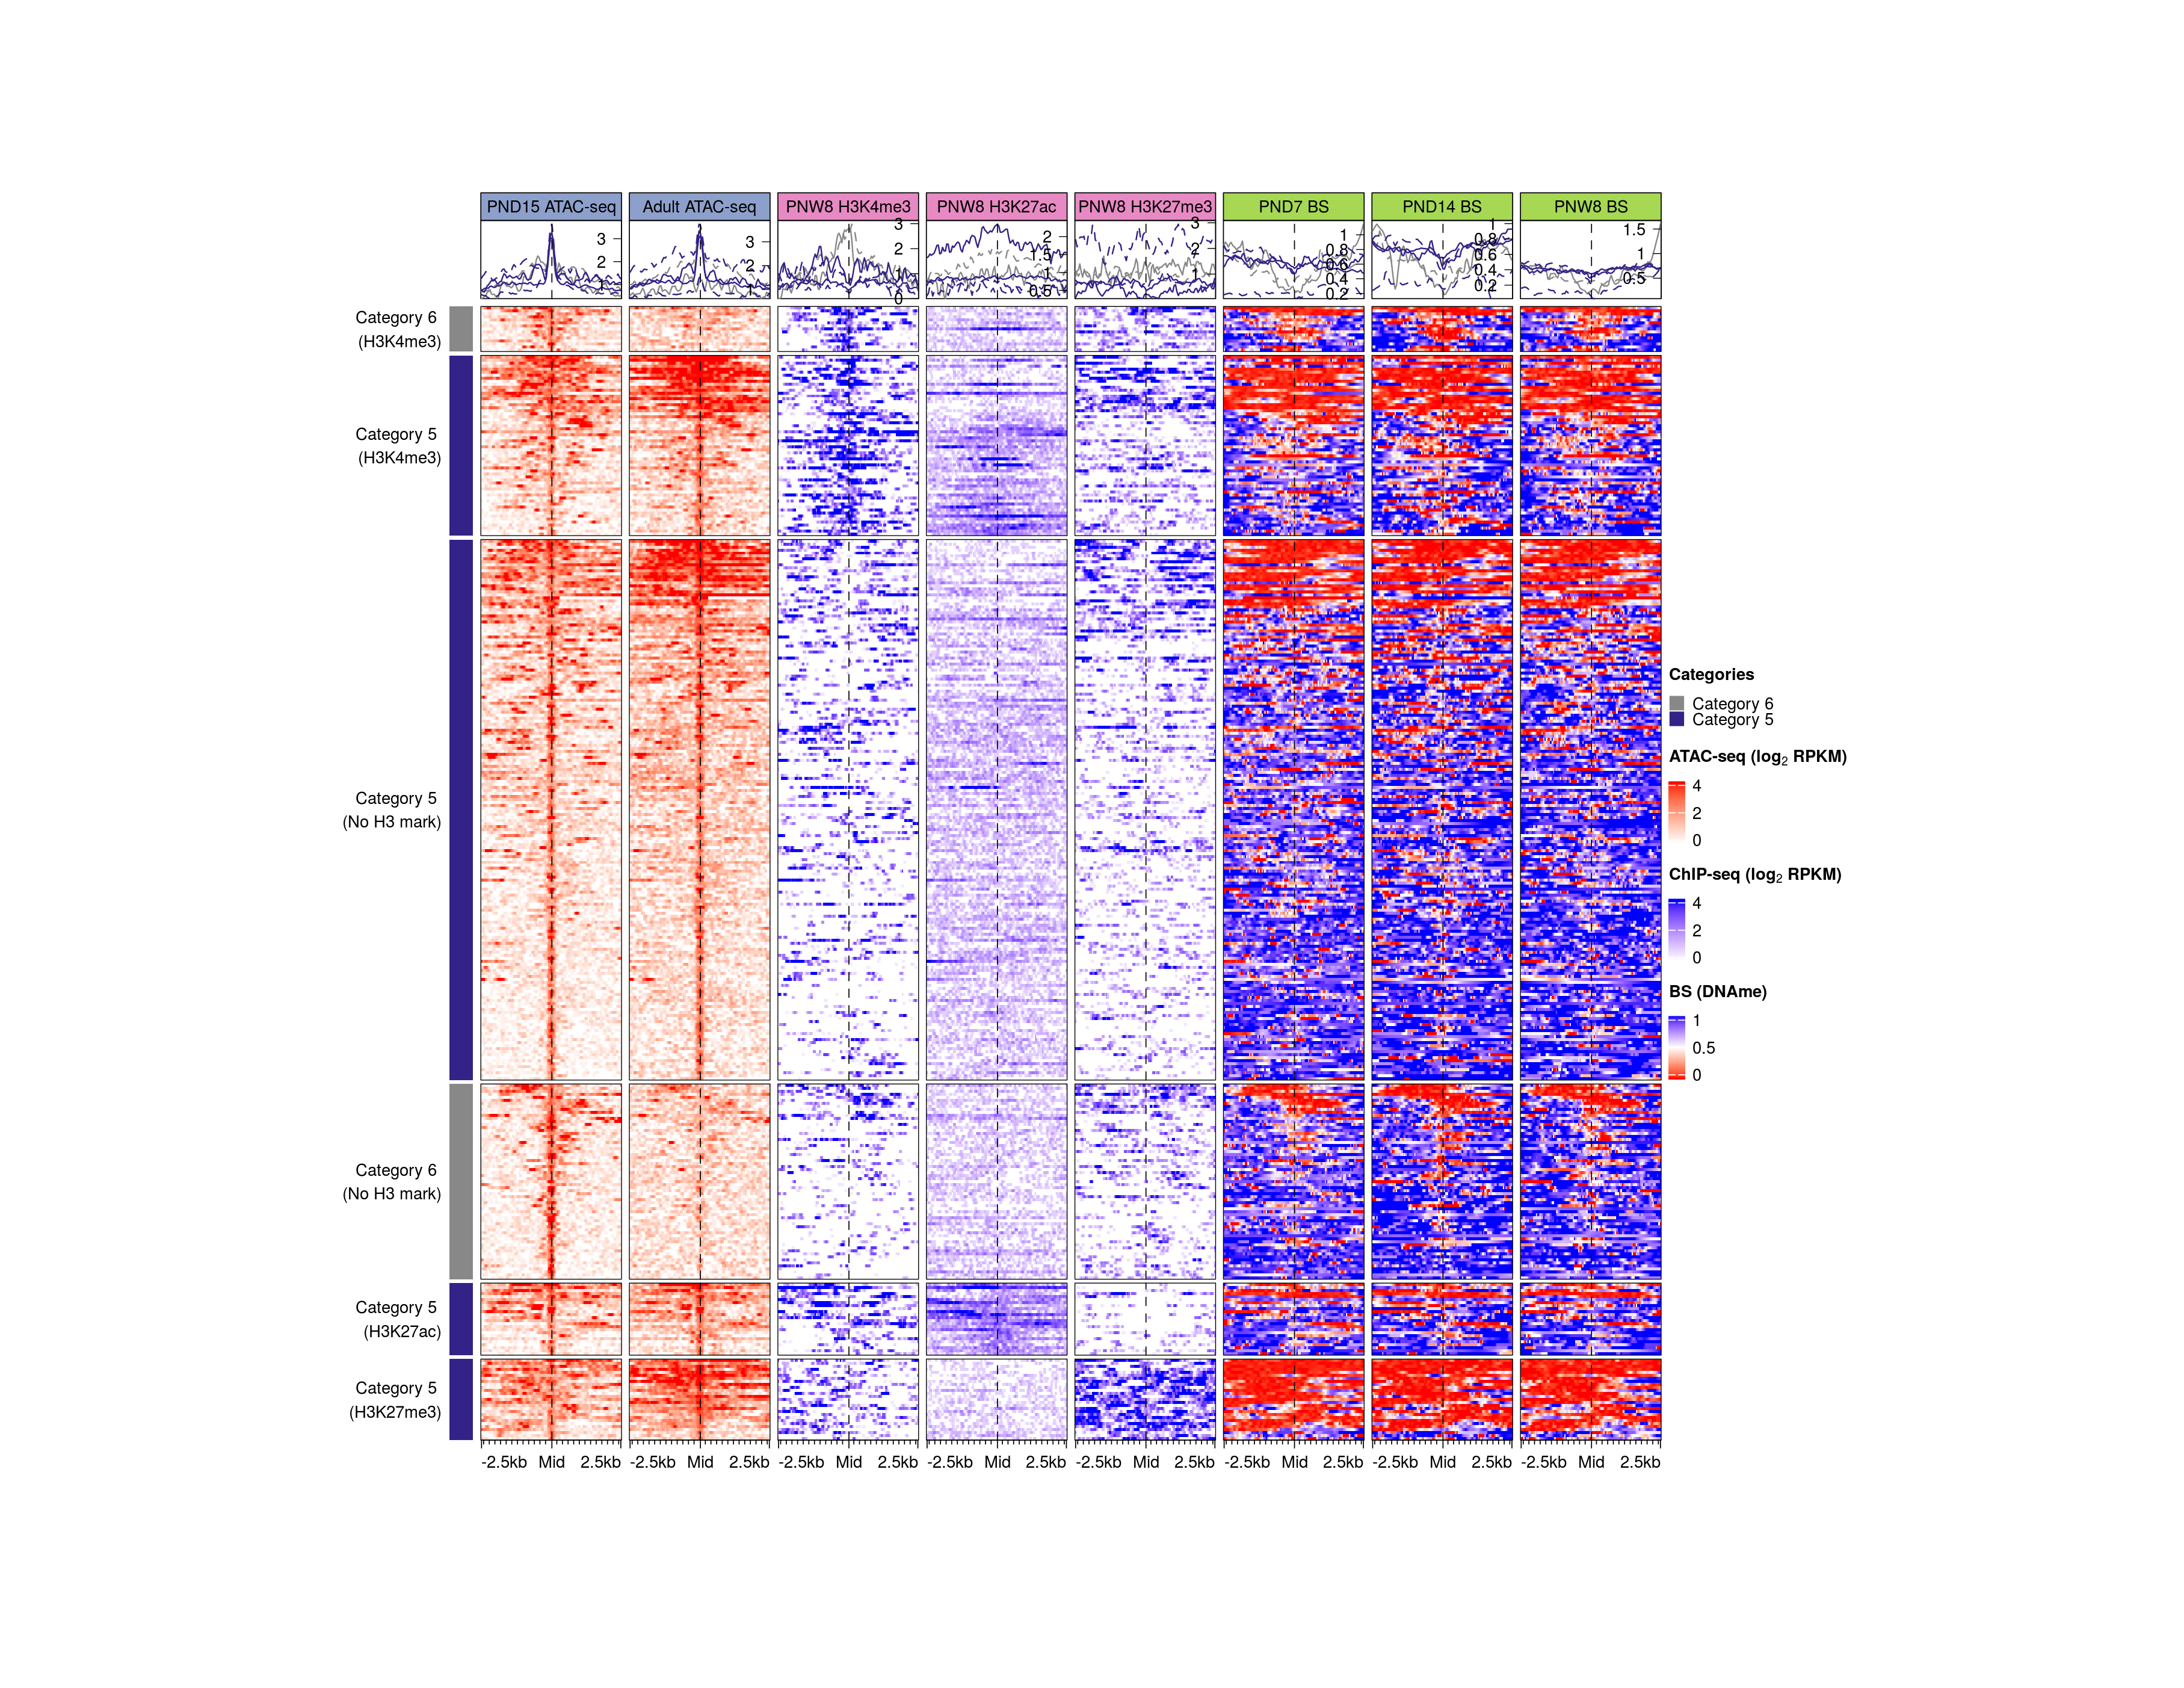 PND15 ATAC-seq Adult ATAC-seq PNW8 H3K4me3 PNW8 H3K27ac PNW8 H3K27me3 PND7 BS PND14 BS PNW8 BS
3
2
1
3
2
1
3
2
1
0
2
1.5
1
0.5
3
2
1
1
0.8
0.6
0.4
0.2
1
0.8
0.6
0.4
0.2
1.5
1
0.5
Category 6
(H3K4me3)
Category 5
(H3K4me3)
Category 5
(No H3 mark)
Category 6
(No H3 mark)
Category 5
(H3K27ac)
Category 5
(H3K27me3)
-2.5kb Mid 2.5kb -2.5kb Mid 2.5kb -2.5kb Mid 2.5kb -2.5kb Mid 2.5kb -2.5kb Mid 2.5kb -2.5kb Mid 2.5kb -2.5kb Mid 2.5kb -2.5kb Mid 2.5kb
Categories
Category 6
Category 5
ATAC-seq (log₂ RPKM)
4
2
0
ChIP-seq (log₂ RPKM)
4
2
0
BS (DNAme)
1
0.5
0